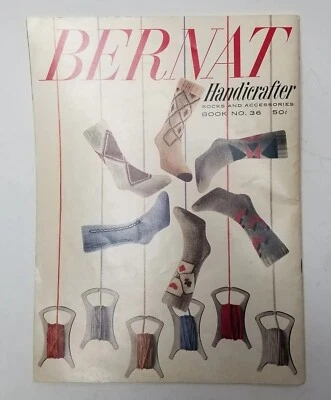 BERNAT
Handicrafter
SOCKS AND ACCESSORIES
BOOK NO. 36 50¢